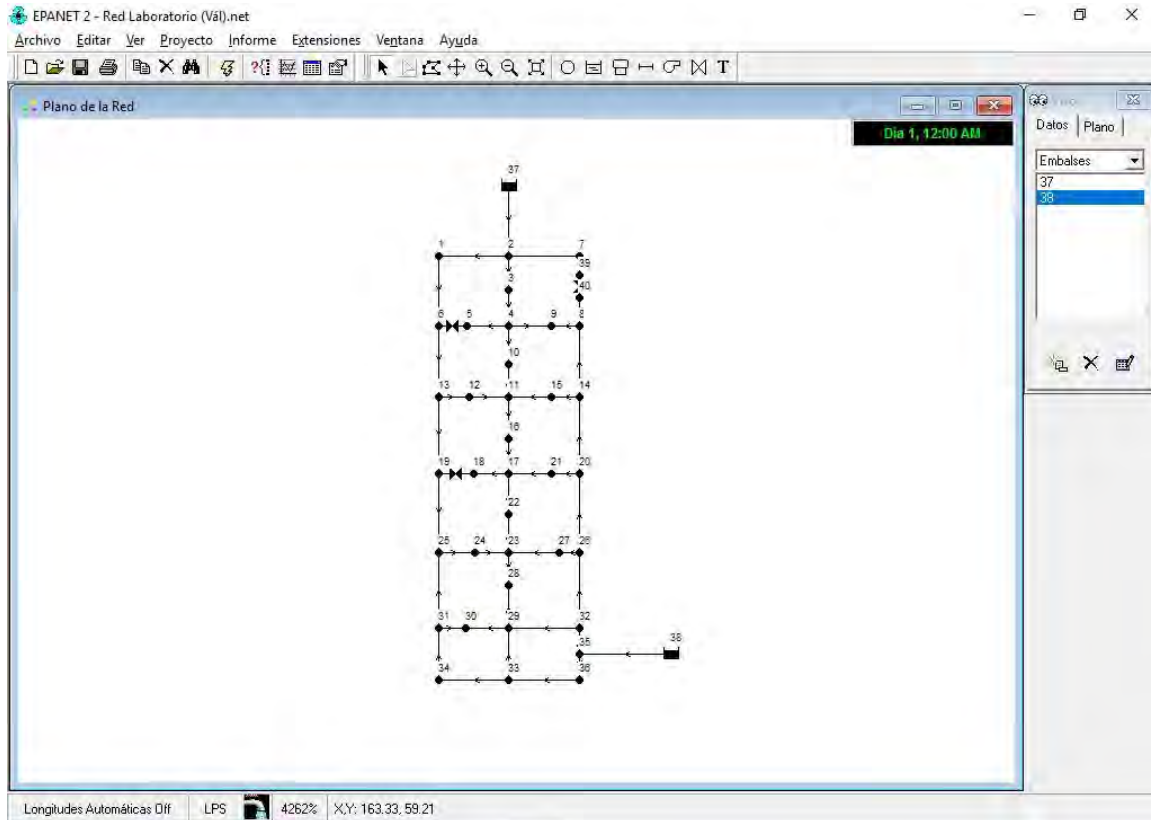 EPANET 2 - Red Laboratorio (Vál).net
Archivo Editar Ver Proyecto Informe Extensiones Ventana Ayuda
T
Plano de la Red
Día 1, 12:00 AM
Datos Plano
Embalses
37
38
37
1 2 7
39
3
40
6 5 4 9 8
10
13 12 11 15 14
16
19 18 17 21 20
22
25 24 23 27 26
28
31 30 29 32
35 38
34 33 36
Longitudes Automáticas Off LPS 4262% X,Y: 163.33, 59.21